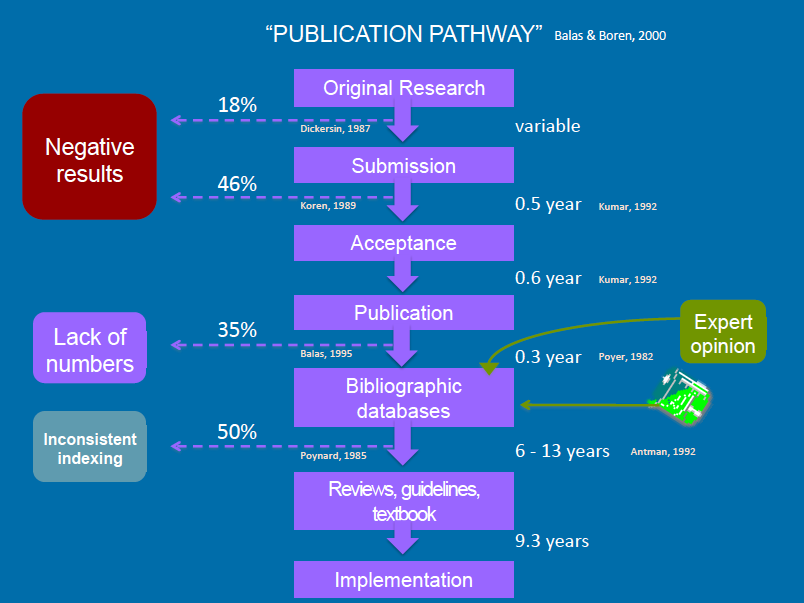 “PUBLICATION PATHWAY” Balas & Boren, 2000
Original Research
18%
Dickersin, 1987
variable
Negative
results
Submission
46%
Koren, 1989
0.5 year Kumar, 1992
Acceptance
0.6 year Kumar, 1992
Publication
Expert
opinion
Lack of
numbers
35%
Balas, 1995
0.3 year Poyer, 1982
Bibliographic
databases
Inconsistent
indexing
50%
Poynard, 1985
6 - 13 years Antman, 1992
Reviews, guidelines,
textbook
9.3 years
Implementation